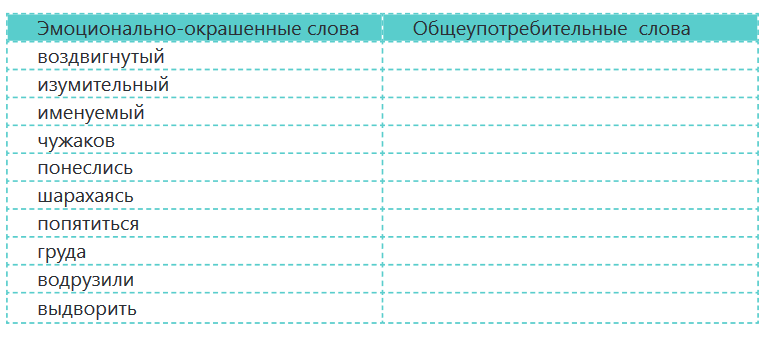 Эмоционально-окрашенные слова Общеупотребительные слова
воздвигнутый
изумительный
именуемый
чужаков
понеслись
шарахаясь
попятиться
груда
водрузили
выдворить